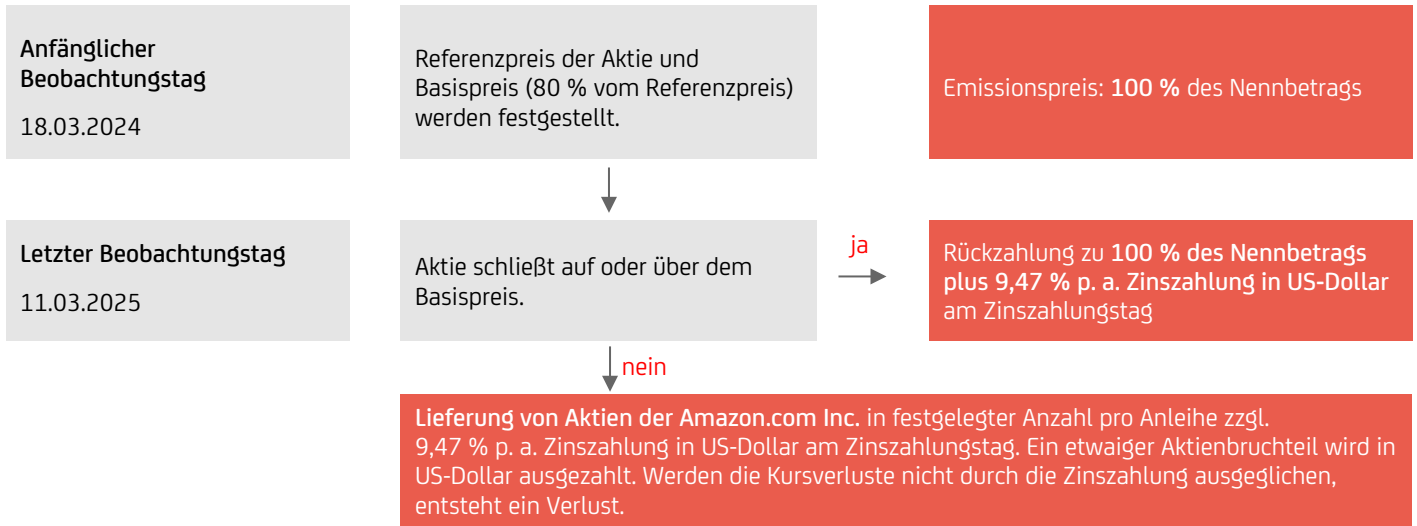 Anfänglicher
Beobachtungstag
18.03.2024
Referenzpreis der Aktie und
Basispreis (80 % vom Referenzpreis)
werden festgestellt.
Emissionspreis: 100 % des Nennbetrags
Letzter Beobachtungstag
11.03.2025
Aktie schließt auf oder über dem
Basispreis.
ja
Rückzahlung zu 100 % des Nennbetrags
plus 9,47 % p. a. Zinszahlung in US-Dollar
am Zinszahlungstag
nein
Lieferung von Aktien der Amazon.com Inc. in festgelegter Anzahl pro Anleihe zzgl.
9,47 % p. a. Zinszahlung in US-Dollar am Zinszahlungstag. Ein etwaiger Aktienbruchteil wird in
US-Dollar ausgezahlt. Werden die Kursverluste nicht durch die Zinszahlung ausgeglichen,
entsteht ein Verlust.